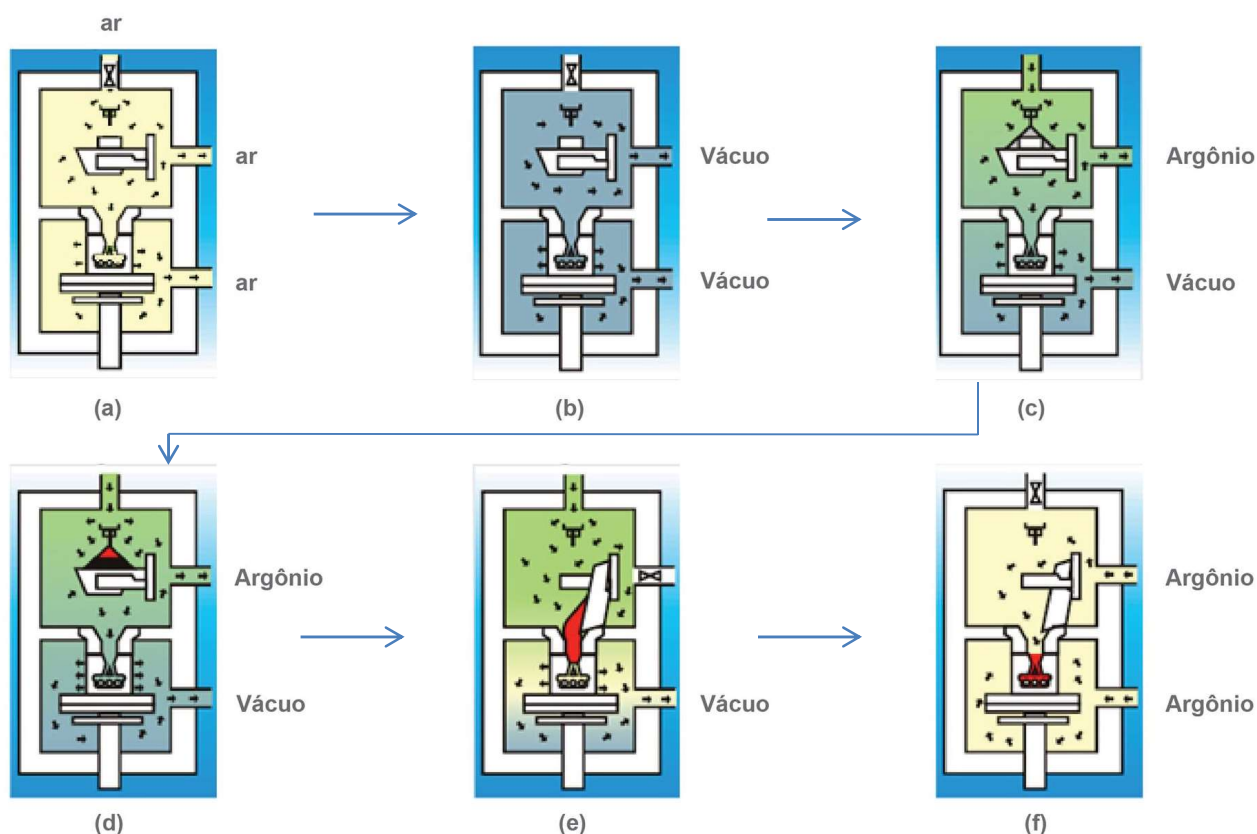 ar
ar
Vácuo
Argônio
ar
Vácuo
Vácuo
(a)
(b)
(c)
Argônio
Argônio
Vácuo
Vácuo
Argônio
(d)
(e)
(f)